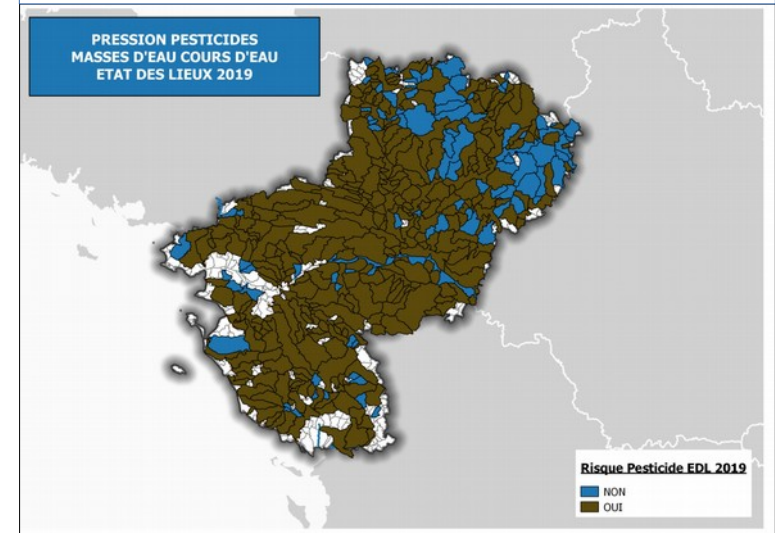 PRESSION PESTICIDES
MASSES D'EAU COURS D'EAU
ETAT DES LIEUX 2019
Risque Pesticide EDL 2019
NON
OUI